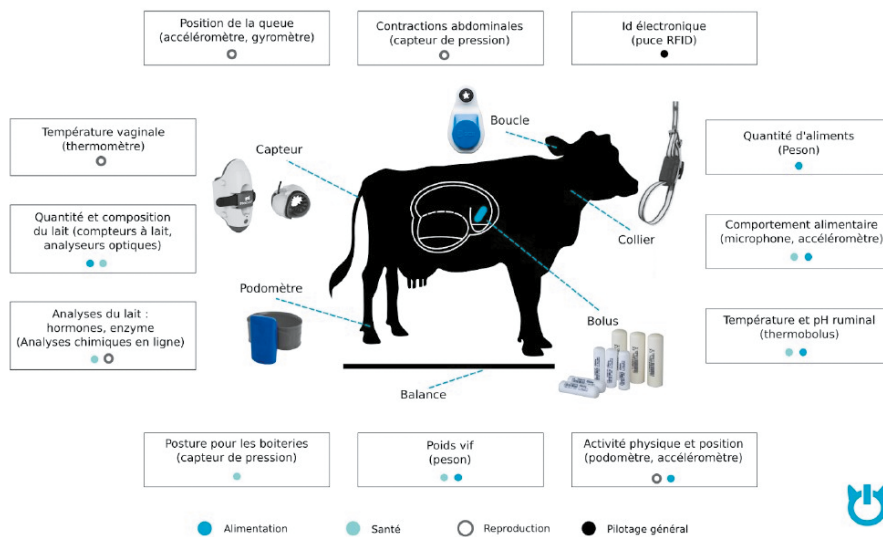 Position de la queue
(accéléromètre, gyromètre)
Contractions abdominales
(capteur de pression)
Id électronique
(puce RFID)
Température vaginale
(thermomètre)
Capteur
Boucle
Quantité d'aliments
(Peson)
Quantité et composition
du lait (compteurs à lait,
analyseurs optiques)
Collier
Comportement alimentaire
(microphone, accéléromètre)
Podomètre
Analyses du lait :
hormones, enzyme
(Analyses chimiques en ligne)
Bolus
Température et pH ruminal
(thermobolus)
Balance
Posture pour les boiteries
(capteur de pression)
Poids vif
(peson)
Activité physique et position
(podomètre, accéléromètre)
Alimentation
Santé
Reproduction
Pilotage général